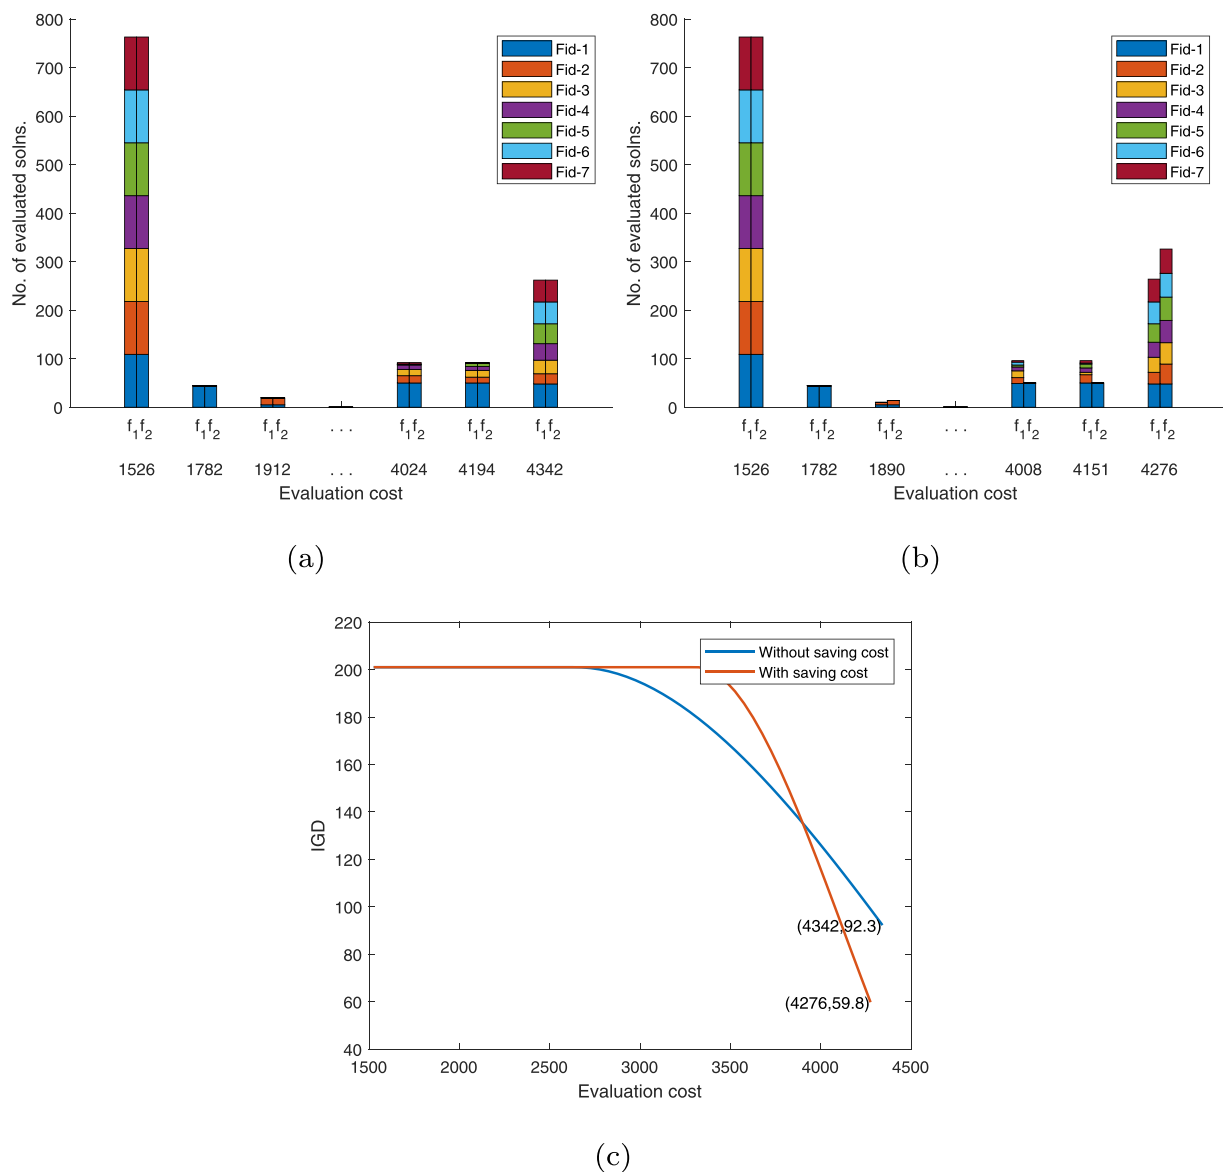 800
700
600
500
400
300
200
100
0
No. of evaluated solns.
Fid-1
Fid-2
Fid-3
Fid-4
Fid-5
Fid-6
Fid-7
f1f2 f1f2 f1f2 . . . f1f2 f1f2 f1f2
1526 1782 1912 . . . 4024 4194 4342
Evaluation cost
(a)
800
700
600
500
400
300
200
100
0
No. of evaluated solns.
Fid-1
Fid-2
Fid-3
Fid-4
Fid-5
Fid-6
Fid-7
f1f2 f1f2 f1f2 . . . f1f2 f1f2 f1f2
1526 1782 1890 . . . 4008 4151 4276
Evaluation cost
(b)
220
200
180
160
140
120
100
80
60
40
IGD
Without saving cost
With saving cost
(4342,92.3)
(4276,59.8)
1500 2000 2500 3000 3500 4000 4500
Evaluation cost
(c)